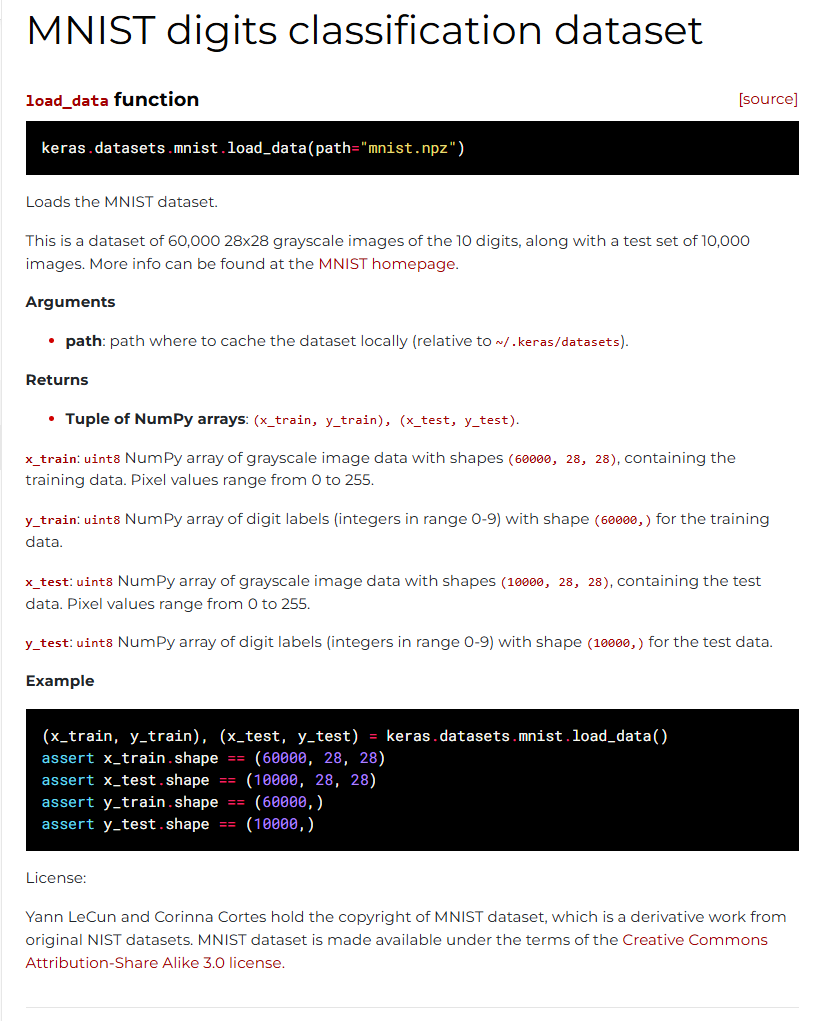 MNIST digits classification dataset
load_data function [source]
keras.datasets.mnist.load_data(path="mnist.npz")
Loads the MNIST dataset.
This is a dataset of 60,000 28x28 grayscale images of the 10 digits, along with a test set of 10,000
images. More info can be found at the MNIST homepage.
Arguments
• path: path where to cache the dataset locally (relative to ~/.keras/datasets).
Returns
• Tuple of NumPy arrays: (x_train, y_train), (x_test, y_test).
x_train: uint8 NumPy array of grayscale image data with shapes (60000, 28, 28), containing the
training data. Pixel values range from 0 to 255.
y_train: uint8 NumPy array of digit labels (integers in range 0-9) with shape (60000,) for the training
data.
x_test: uint8 NumPy array of grayscale image data with shapes (10000, 28, 28), containing the test
data. Pixel values range from 0 to 255.
y_test: uint8 NumPy array of digit labels (integers in range 0-9) with shape (10000,) for the test data.
Example
(x_train, y_train), (x_test, y_test) = keras.datasets.mnist.load_data()
assert x_train.shape == (60000, 28, 28)
assert x_test.shape == (10000, 28, 28)
assert y_train.shape == (60000,)
assert y_test.shape == (10000,)
License:
Yann LeCun and Corinna Cortes hold the copyright of MNIST dataset, which is a derivative work from
original NIST datasets. MNIST dataset is made available under the terms of the Creative Commons
Attribution-Share Alike 3.0 license.